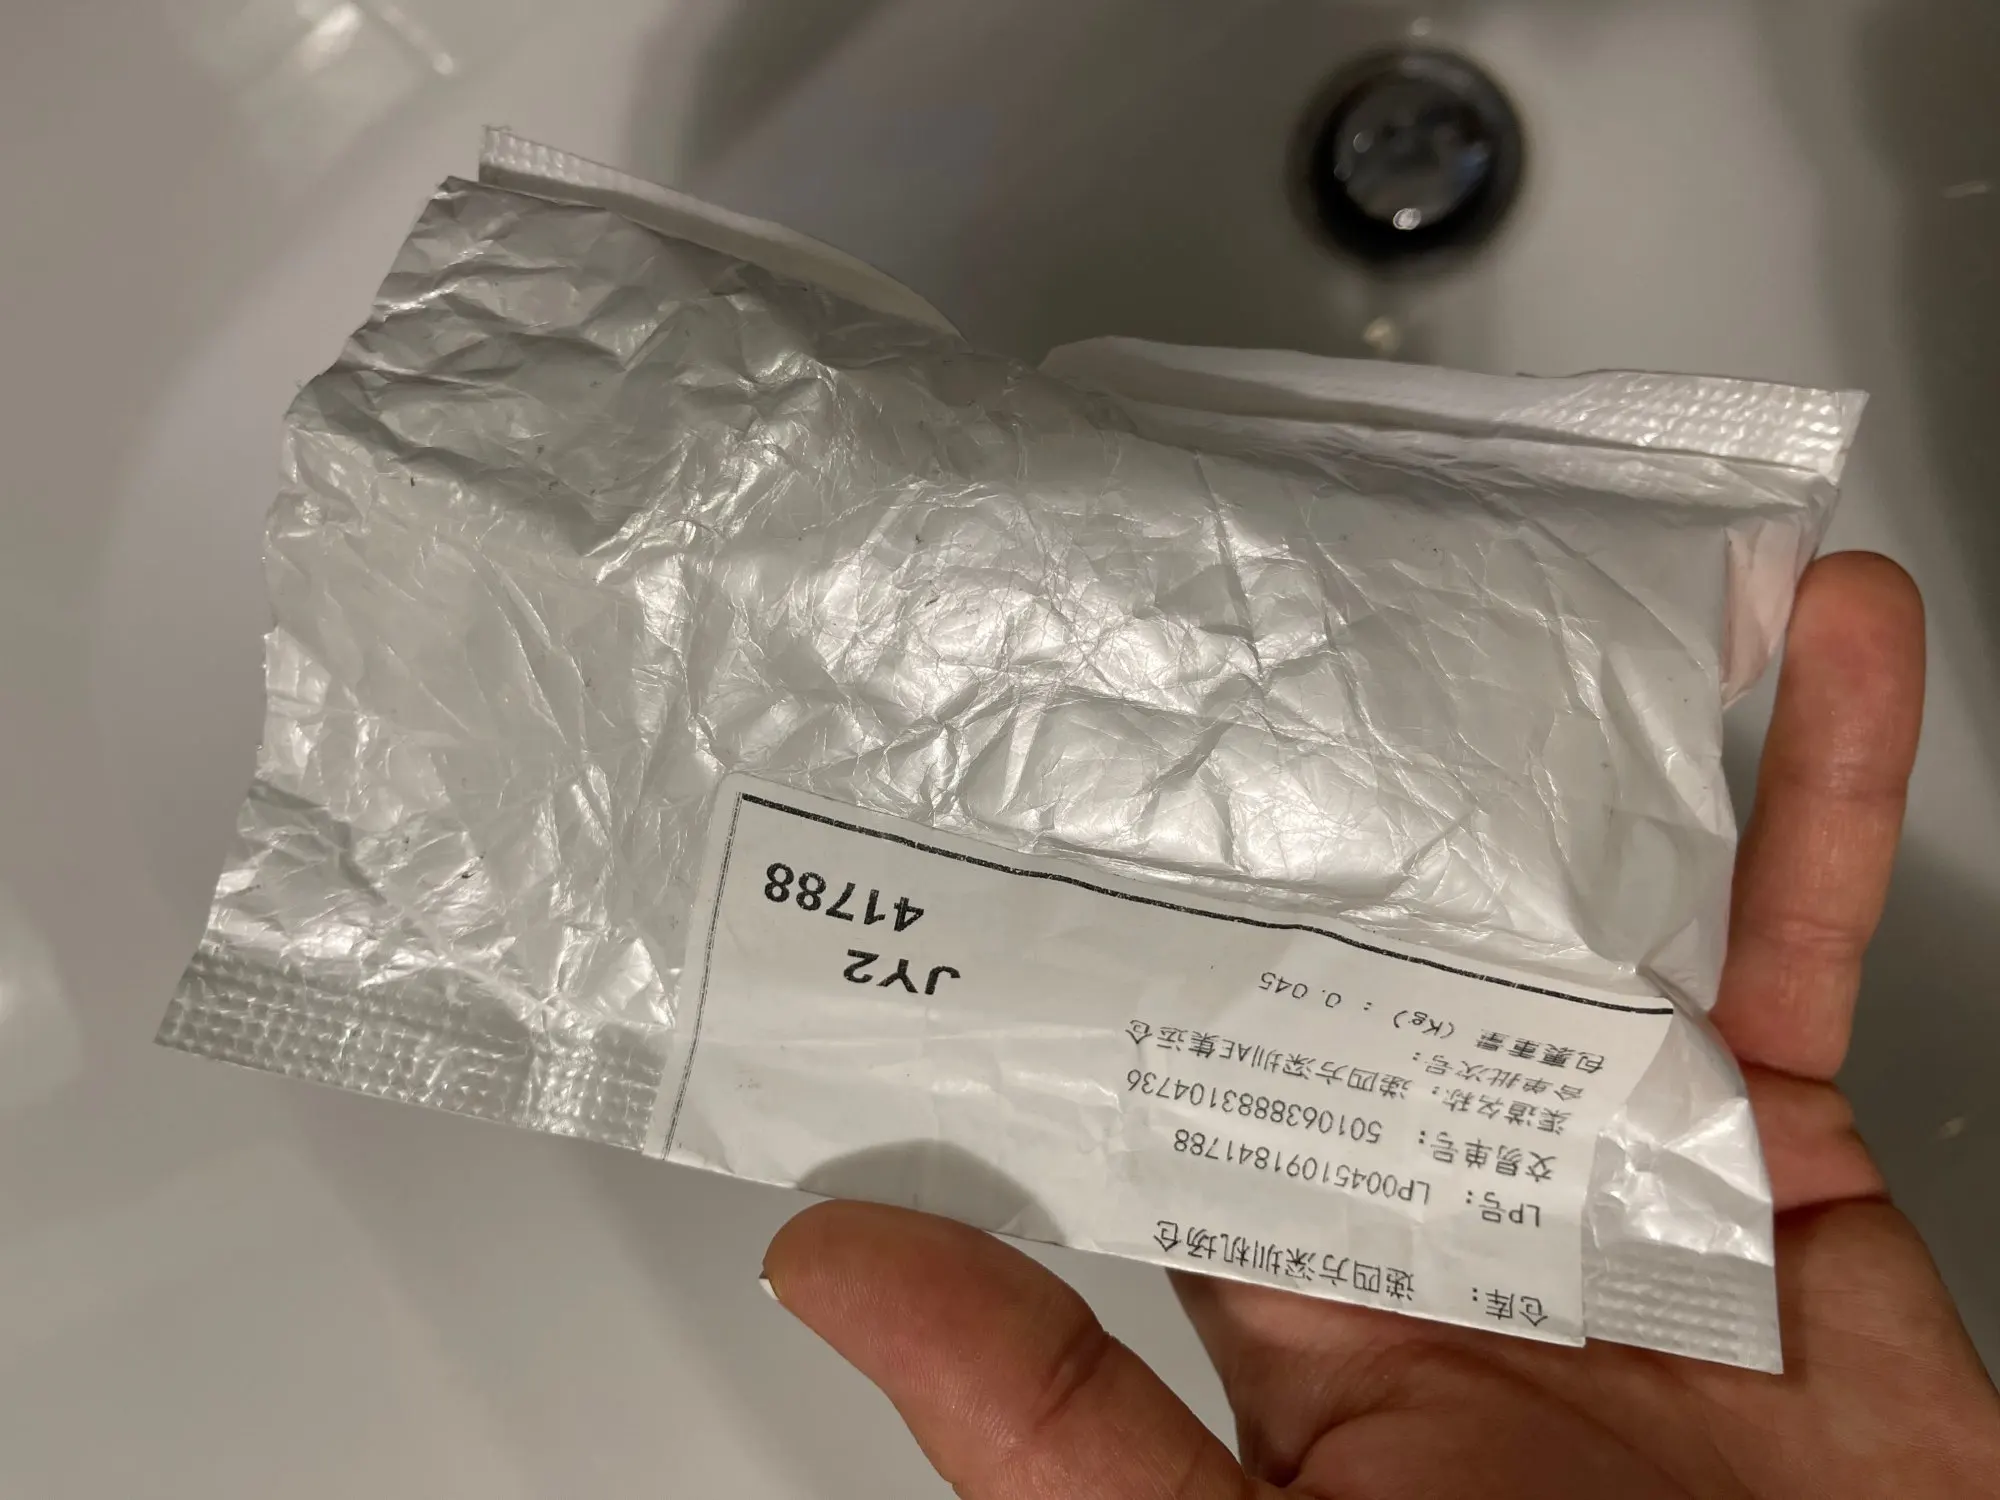 仓库: 递四方深圳机场仓
LP号: LP00451091841788
交易单号: 5010638883104736
渠道名称: 递四方深圳AE集运仓
合单批次号:
包裹重量 (Kg) : 0.045
JY2
41788